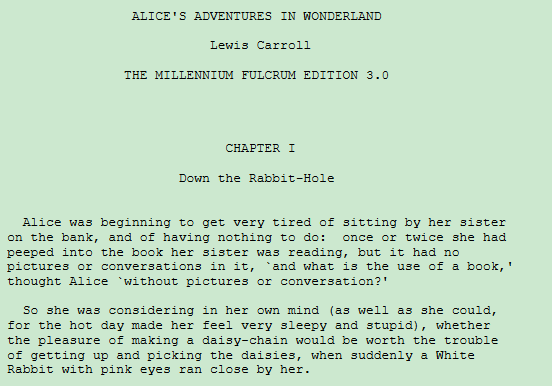 ALICE'S ADVENTURES IN WONDERLAND
Lewis Carroll
THE MILLENNIUM FULCRUM EDITION 3.0
CHAPTER I
Down the Rabbit-Hole
Alice was beginning to get very tired of sitting by her sister
on the bank, and of having nothing to do:  once or twice she had
peeped into the book her sister was reading, but it had no
pictures or conversations in it, `and what is the use of a book,'
thought Alice `without pictures or conversation?'
So she was considering in her own mind (as well as she could,
for the hot day made her feel very sleepy and stupid), whether
the pleasure of making a daisy-chain would be worth the trouble
of getting up and picking the daisies, when suddenly a White
Rabbit with pink eyes ran close by her.